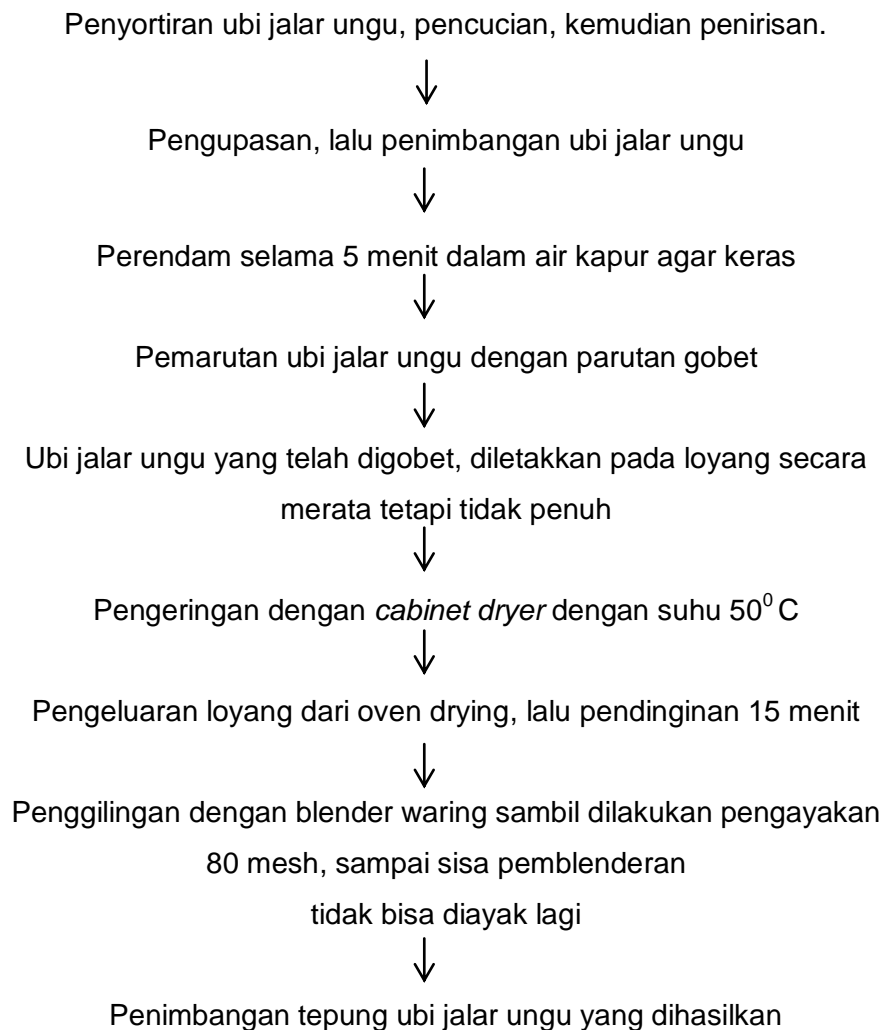 Penyortiran ubi jalar ungu, pencucian, kemudian penirisan.
Pengupasan, lalu penimbangan ubi jalar ungu
Perendam selama 5 menit dalam air kapur agar keras
Pemarutan ubi jalar ungu dengan parutan gobet
Ubi jalar ungu yang telah digobet, diletakkan pada loyang secara
merata tetapi tidak penuh
Pengeringan dengan cabinet dryer dengan suhu 50⁰ C
Pengeluaran loyang dari oven drying, lalu pendinginan 15 menit
Penggilingan dengan blender waring sambil dilakukan pengayakan
80 mesh, sampai sisa pemblenderan
tidak bisa diayak lagi
Penimbangan tepung ubi jalar ungu yang dihasilkan